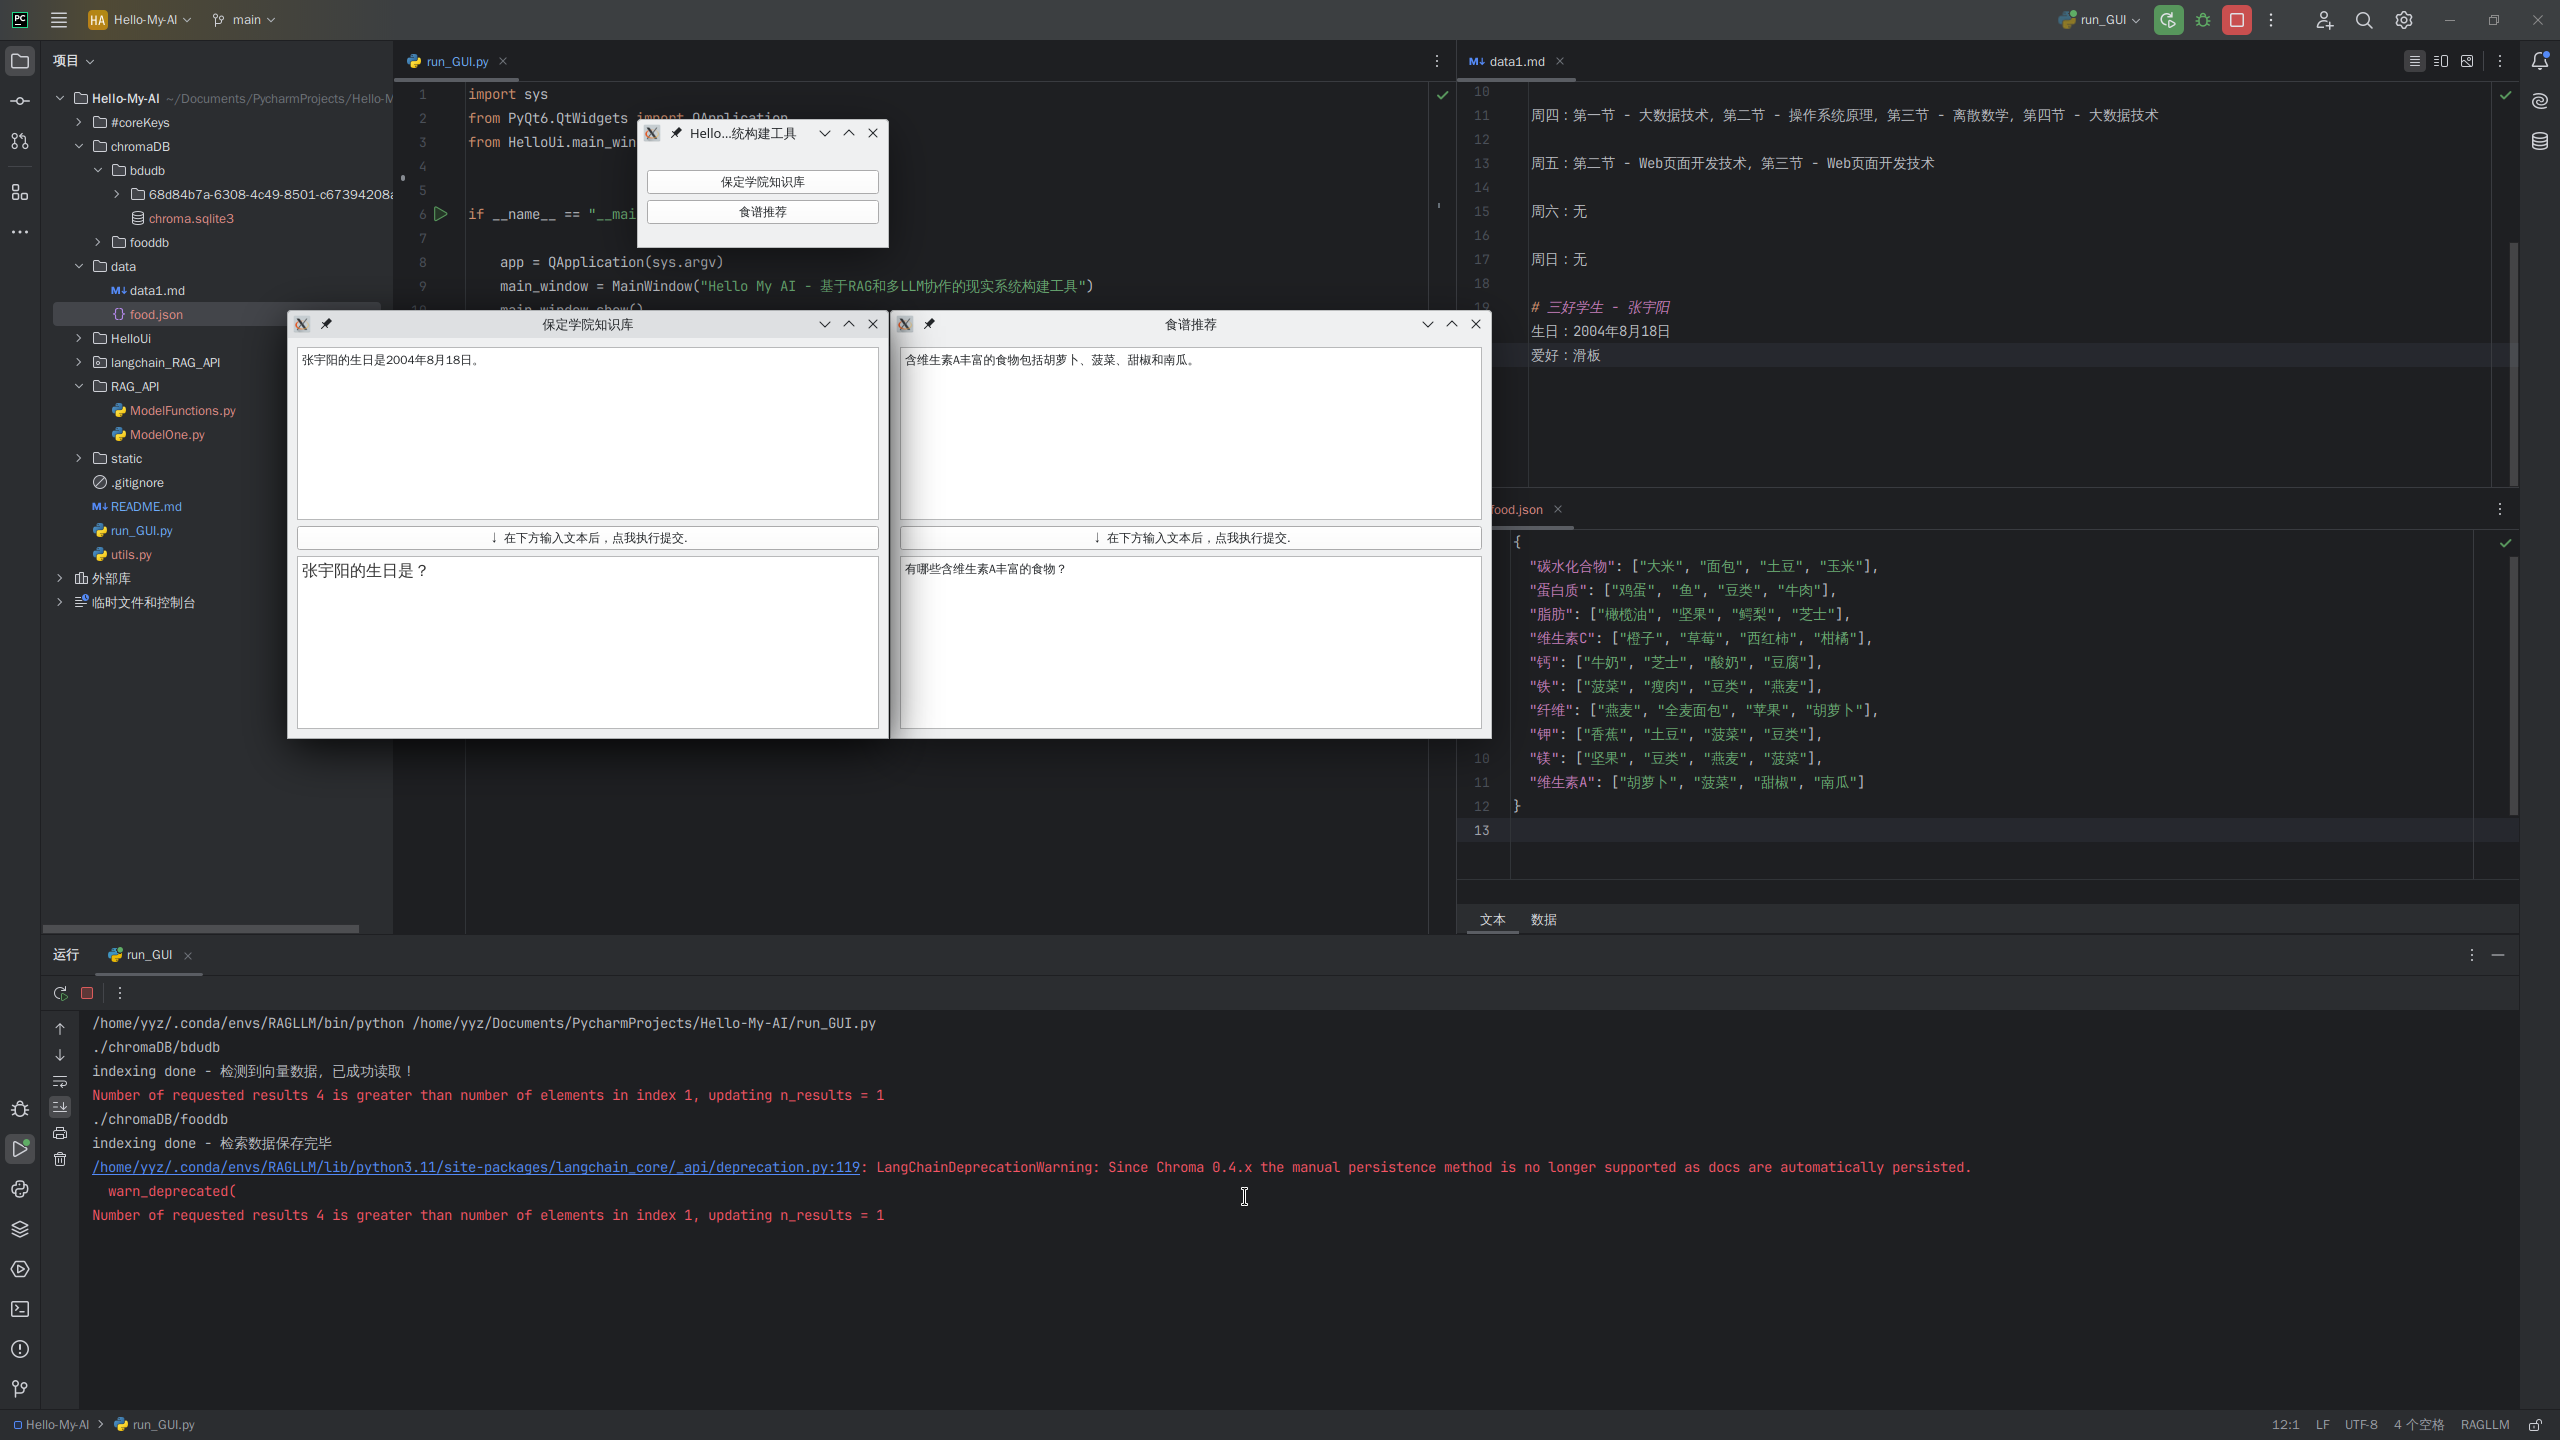 Hello-My-AI
main
run_GUI
项目
Hello-My-AI ~/Documents/PycharmProjects/Hello-M
#coreKeys
chromaDB
bdudb
68d84b7a-6308-4c49-8501-c67394208a
chroma.sqlite3
fooddb
data
data1.md
food.json
HelloUi
langchain_RAG_API
RAG_API
ModelFunctions.py
ModelOne.py
static
.gitignore
README.md
run_GUI.py
utils.py
外部库
临时文件和控制台
run_GUI.py
1 import sys
2 from PyQt6.QtWidgets import QApplication
3 from HelloUi.main_win
4
5
6 if __name__ == "__mai
7
8 app = QApplication(sys.argv)
9 main_window = MainWindow("Hello My AI - 基于RAG和多LLM协作的现实系统构建工具")
10 main_window.show()
Hello...统构建工具
保定学院知识库
食谱推荐
保定学院知识库
张宇阳的生日是2004年8月18日。
↓ 在下方输入文本后，点我执行提交.
张宇阳的生日是？
食谱推荐
含维生素A丰富的食物包括胡萝卜、菠菜、甜椒和南瓜。
↓ 在下方输入文本后，点我执行提交.
有哪些含维生素A丰富的食物？
data1.md
10
11 周四：第一节 - 大数据技术，第二节 - 操作系统原理，第三节 - 离散数学，第四节 - 大数据技术
12
13 周五：第二节 - Web页面开发技术，第三节 - Web页面开发技术
14
15 周六：无
16
17 周日：无
18
19 # 三好学生 - 张宇阳
生日：2004年8月18日
爱好：滑板
food.json
{
"碳水化合物": ["大米", "面包", "土豆", "玉米"],
"蛋白质": ["鸡蛋", "鱼", "豆类", "牛肉"],
"脂肪": ["橄榄油", "坚果", "鳄梨", "芝士"],
"维生素C": ["橙子", "草莓", "西红柿", "柑橘"],
"钙": ["牛奶", "芝士", "酸奶", "豆腐"],
"铁": ["菠菜", "瘦肉", "豆类", "燕麦"],
"纤维": ["燕麦", "全麦面包", "苹果", "胡萝卜"],
"钾": ["香蕉", "土豆", "菠菜", "豆类"],
10 "镁": ["坚果", "豆类", "燕麦", "菠菜"],
11 "维生素A": ["胡萝卜", "菠菜", "甜椒", "南瓜"]
12 }
13
文本 数据
运行 run_GUI
/home/yyz/.conda/envs/RAGLLM/bin/python /home/yyz/Documents/PycharmProjects/Hello-My-AI/run_GUI.py
./chromaDB/bdudb
indexing done - 检测到向量数据，已成功读取！
Number of requested results 4 is greater than number of elements in index 1, updating n_results = 1
./chromaDB/fooddb
indexing done - 检索数据保存完毕
/home/yyz/.conda/envs/RAGLLM/lib/python3.11/site-packages/langchain_core/_api/deprecation.py:119: LangChainDeprecationWarning: Since Chroma 0.4.x the manual persistence method is no longer supported as docs are automatically persisted.
warn_deprecated(
Number of requested results 4 is greater than number of elements in index 1, updating n_results = 1
Hello-My-AI > run_GUI.py
12:1 LF UTF-8 4 个空格 RAGLLM